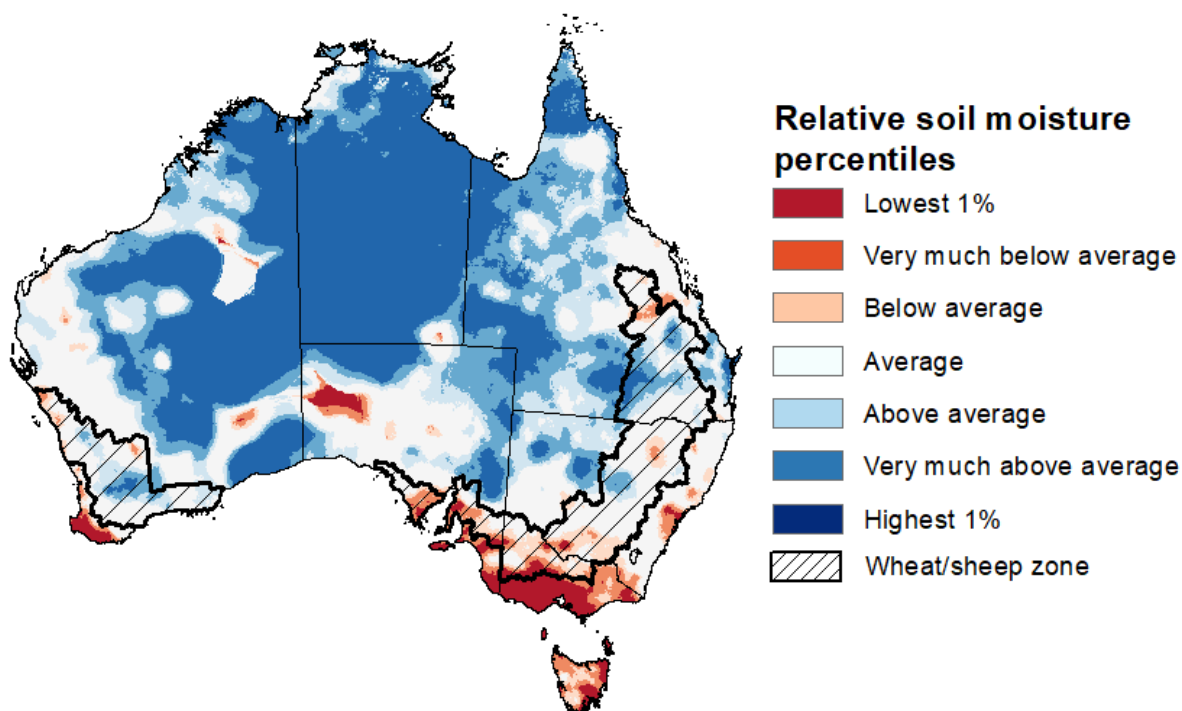 Relative soil moisture
percentiles
Lowest 1%
Very much below average
Below average
Average
Above average
Very much above average
Highest 1%
Wheat/sheep zone